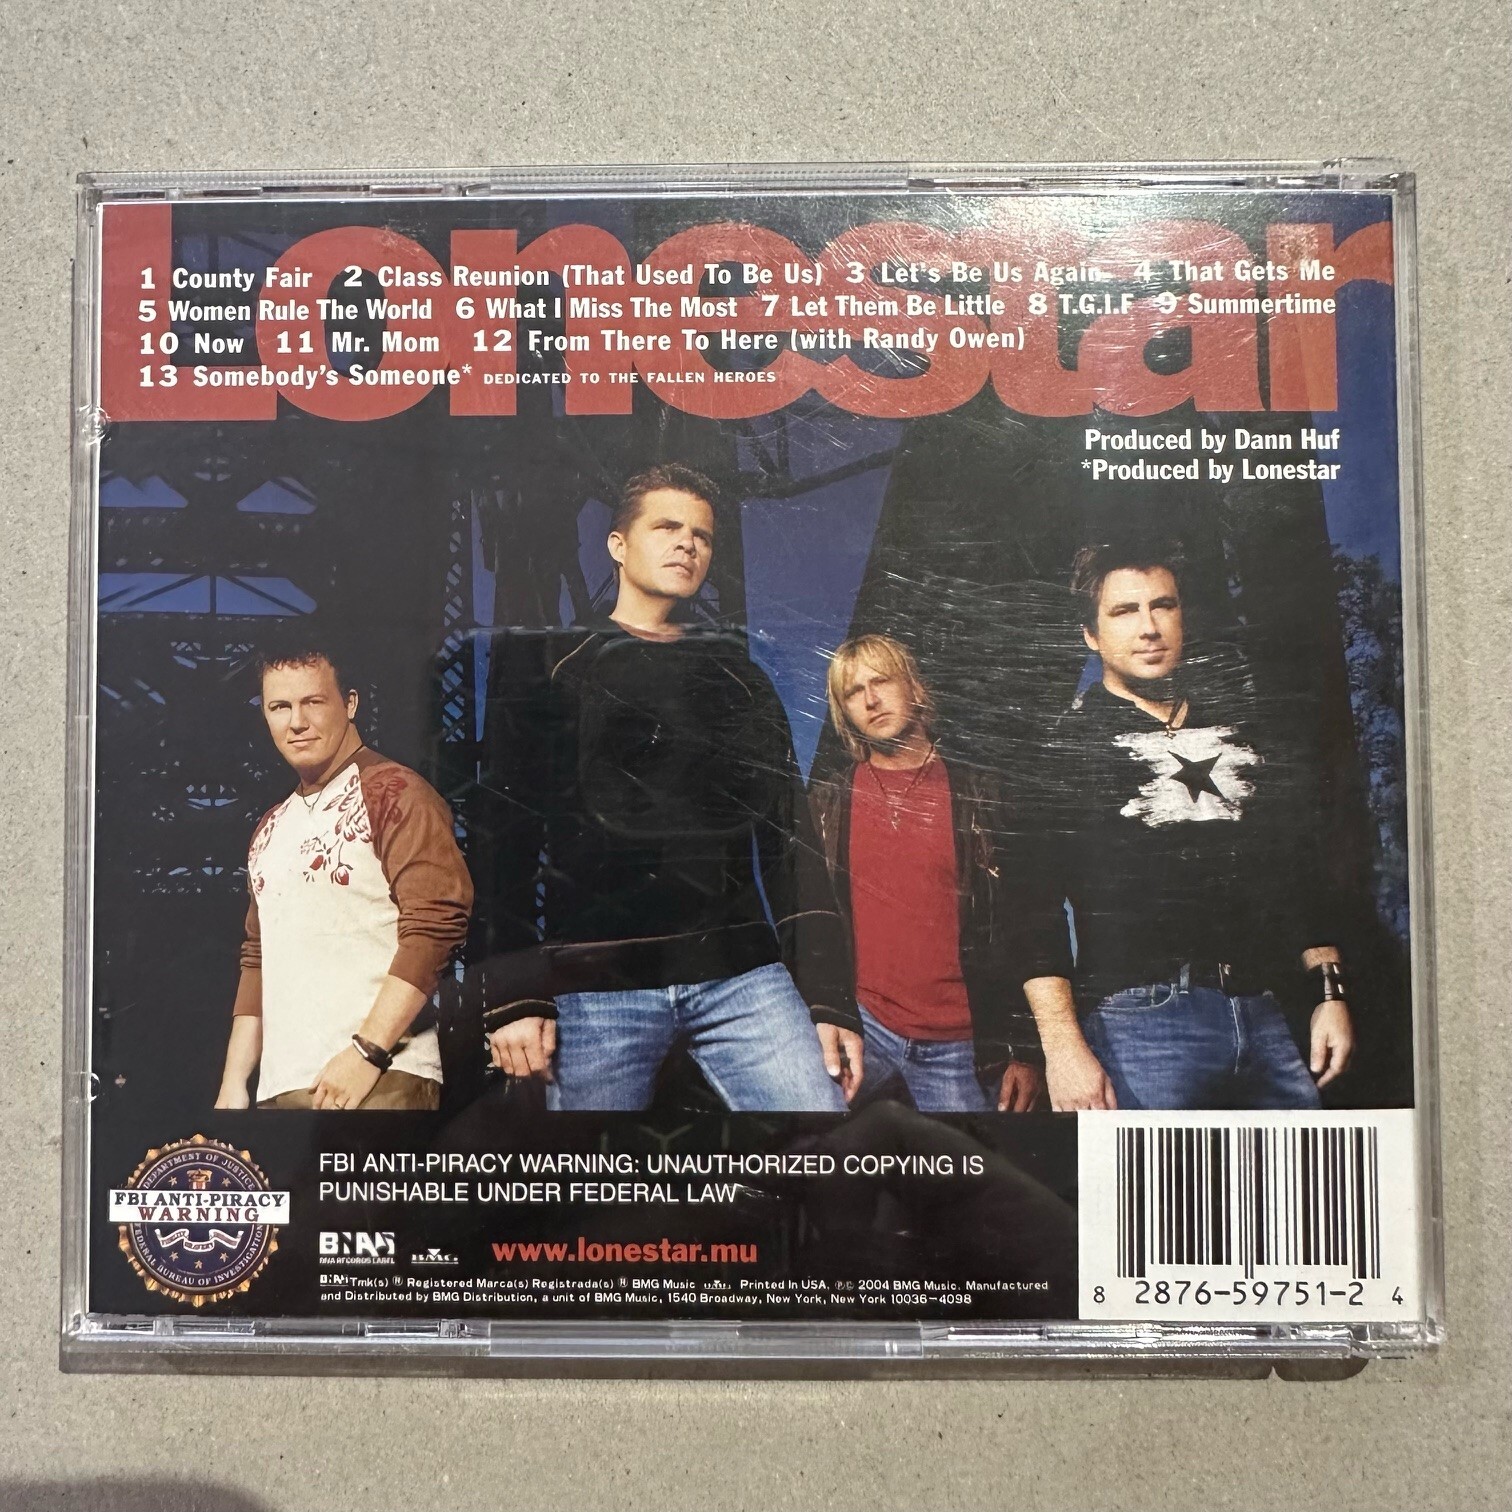 Lonestar
1 County Fair 2 Class Reunion (That Used To Be Us) 3 Let's Be Us Again 4 That Gets Me
5 Women Rule The World 6 What I Miss The Most 7 Let Them Be Little 8 T.G.I.F 9 Summertime
10 Now 11 Mr. Mom 12 From There To Here (with Randy Owen)
13 Somebody's Someone* DEDICATED TO THE FALLEN HEROES
Produced by Dann Huf
*Produced by Lonestar
DEPARTMENT OF JUSTICE
FBI ANTI-PIRACY
WARNING
FEDERAL BUREAU OF INVESTIGATION
FBI ANTI-PIRACY WARNING: UNAUTHORIZED COPYING IS
PUNISHABLE UNDER FEDERAL LAW
BNA
BNA RECORDS LABEL
BMG
www.lonestar.mu
BNA Tmk(s) ® Registered Marca(s) Registrada(s) ® BMG Music BMG Printed In USA. ℗© 2004 BMG Music. Manufactured
and Distributed by BMG Distribution, a unit of BMG Music, 1540 Broadway, New York, New York 10036-4098
8 2876-59751-2 4